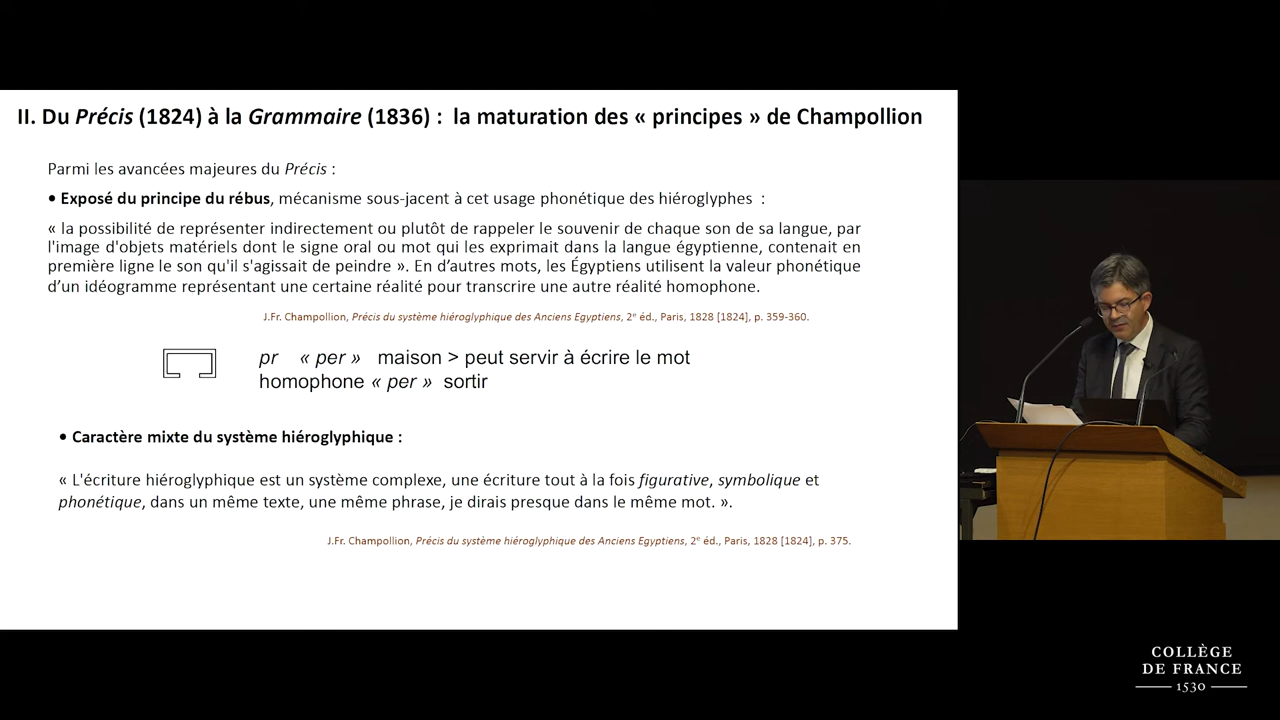 II. Du Précis (1824) à la Grammaire (1836) : la maturation des « principes » de Champollion
Parmi les avancées majeures du Précis :
• Exposé du principe du rébus, mécanisme sous-jacent à cet usage phonétique des hiéroglyphes :
« la possibilité de représenter indirectement ou plutôt de rappeler le souvenir de chaque son de sa langue, par
l'image d'objets matériels dont le signe oral ou mot qui les exprimait dans la langue égyptienne, contenait en
première ligne le son qu'il s'agissait de peindre ». En d’autres mots, les Égyptiens utilisent la valeur phonétique
d’un idéogramme représentant une certaine réalité pour transcrire une autre réalité homophone.
J.Fr. Champollion, Précis du système hiéroglyphique des Anciens Egyptiens, 2e éd., Paris, 1828 [1824], p. 359-360.
pr « per » maison > peut servir à écrire le mot
homophone « per » sortir
• Caractère mixte du système hiéroglyphique :
« L'écriture hiéroglyphique est un système complexe, une écriture tout à la fois figurative, symbolique et
phonétique, dans un même texte, une même phrase, je dirais presque dans le même mot. ».
J.Fr. Champollion, Précis du système hiéroglyphique des Anciens Egyptiens, 2e éd., Paris, 1828 [1824], p. 375.
COLLÈGE
DE FRANCE
1530